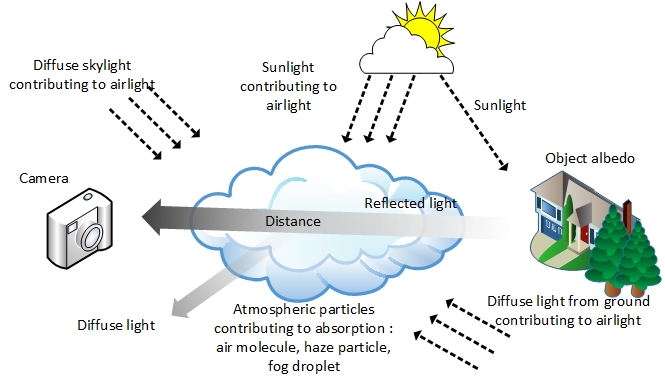 Diffuse skylight
contributing to airlight
Sunlight
contributing to
airlight
Sunlight
Object albedo
Camera
Reflected light
Distance
Diffuse light
Atmospheric particles
contributing to absorption :
air molecule, haze particle,
fog droplet
Diffuse light from ground
contributing to airlight